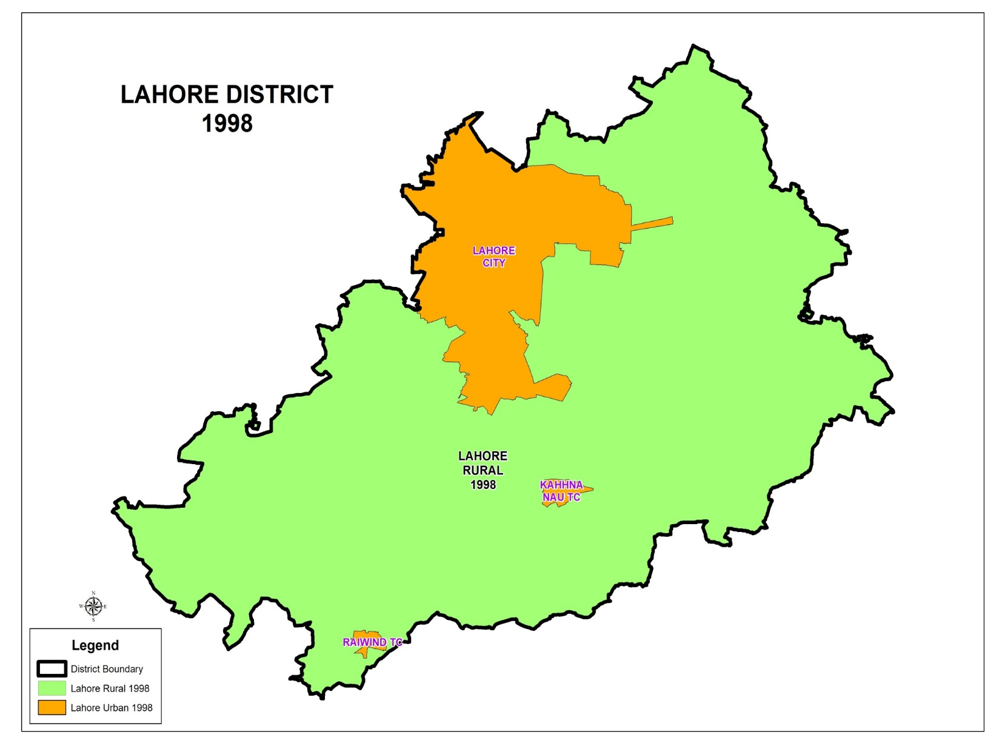 LAHORE DISTRICT
1998
LAHORE
CITY
LAHORE
RURAL
1998
KAHHNA
NAU TC
RAIWIND TC
N
W
E
S
Legend
District Boundary
Lahore Rural 1998
Lahore Urban 1998